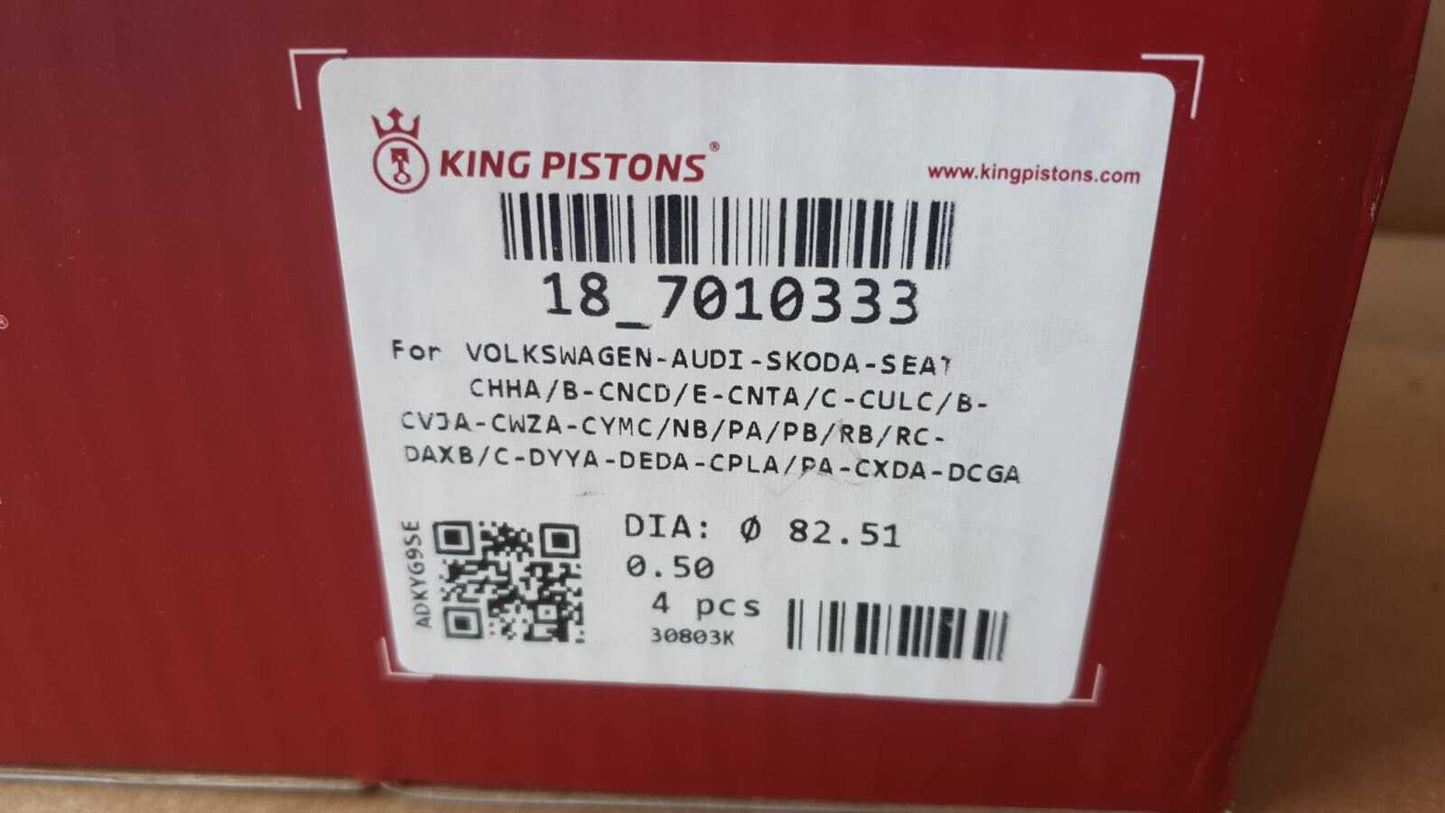 KING PISTONS®
www.kingpistons.com
18_7010333
For VOLKSWAGEN-AUDI-SKODA-SEAT
CHHA/B-CNCD/E-CNTA/C-CULC/B-
CVJA-CWZA-CYMC/NB/PA/PB/RB/RC-
DAXB/C-DYYA-DEDA-CPLA/PA-CXDA-DCGA
ADKYG9SE
DIA: Ø 82.51
0.50
4 pcs
30803K